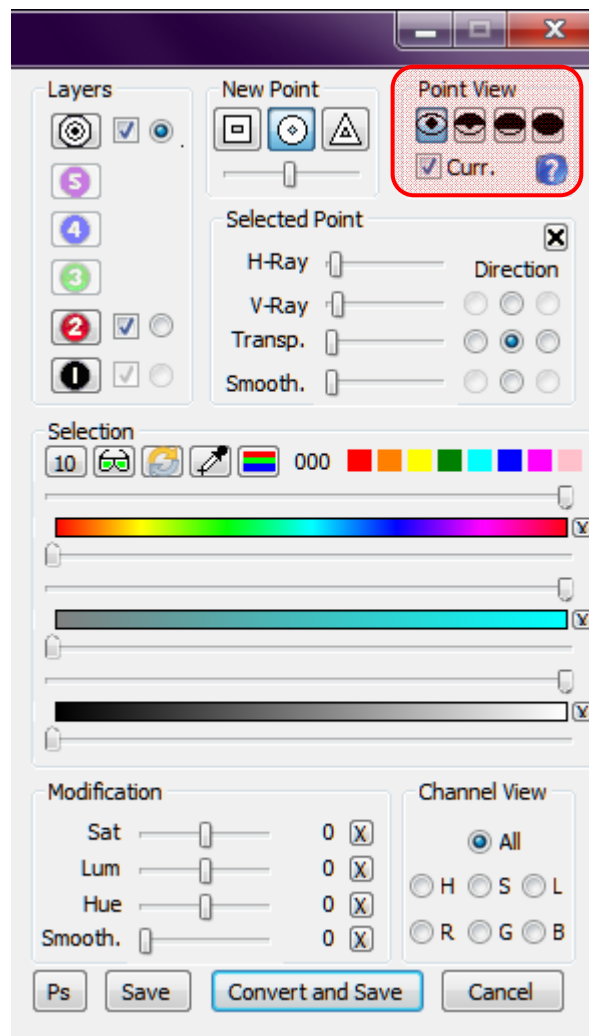 Layers
New Point
Point View
Curr.
?
5
4
3
2
1
Selected Point
X
H-Ray
Direction
V-Ray
Transp.
Smooth.
Selection
10
000
X
X
X
Modification
Sat 0 X
Lum 0 X
Hue 0 X
Smooth. 0 X
Channel View
All
H S L
R G B
Ps Save Convert and Save Cancel